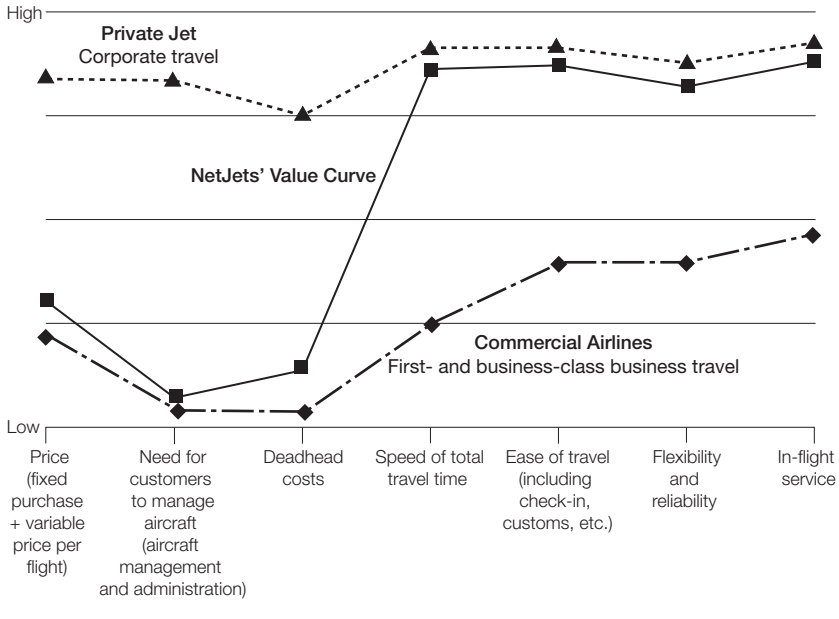 High
Private Jet
Corporate travel
NetJets’ Value Curve
Commercial Airlines
First- and business-class business travel
Low
Price
(fixed
purchase
+ variable
price per
flight)
Need for
customers
to manage
aircraft
(aircraft
management
and administration)
Deadhead
costs
Speed of total
travel time
Ease of travel
(including
check-in,
customs, etc.)
Flexibility
and
reliability
In-flight
service